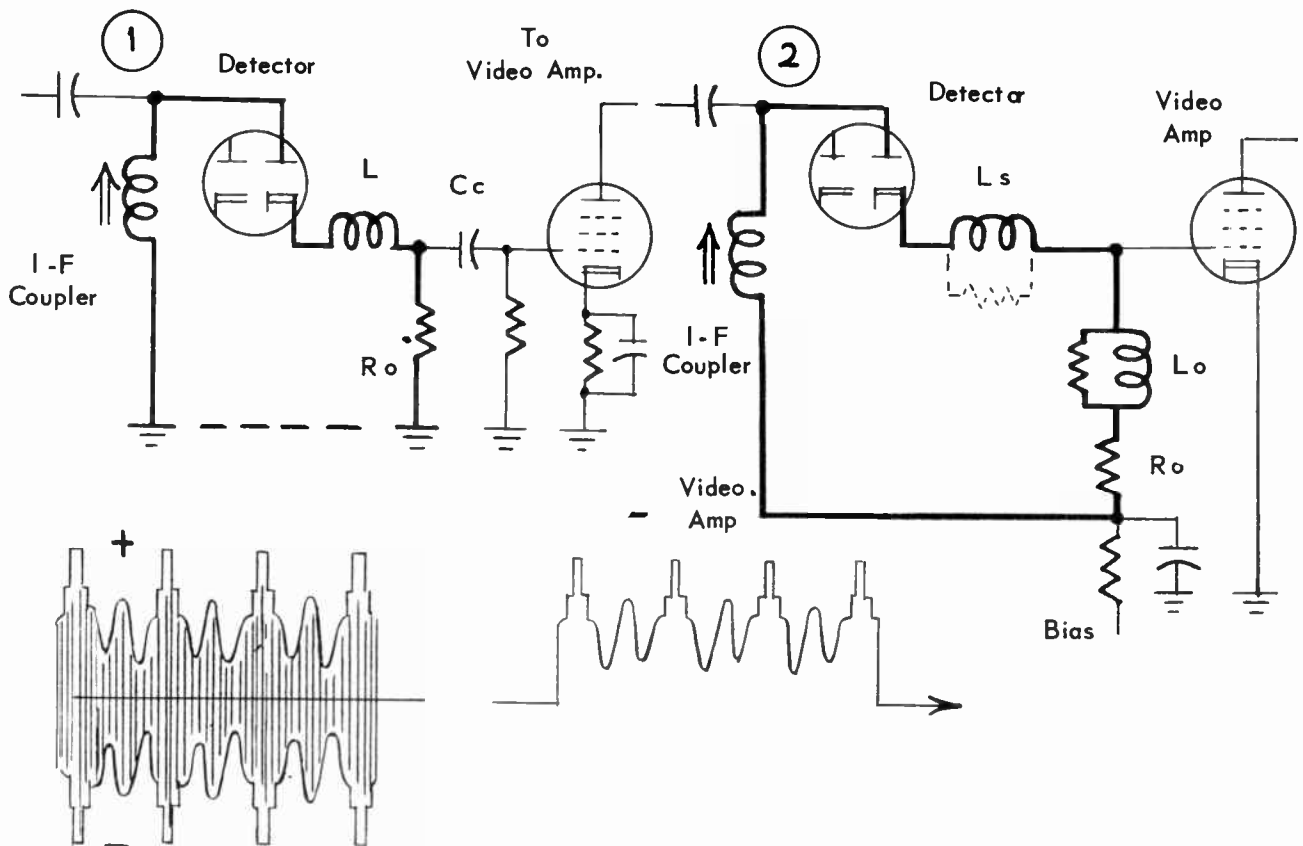 1
Detector
To
Video Amp.
2
Detector
Video
Amp
L
Cc
Ls
I-F
Coupler
Ro
I-F
Coupler
Lo
Ro
Video.
Amp
Bias
+
-
-